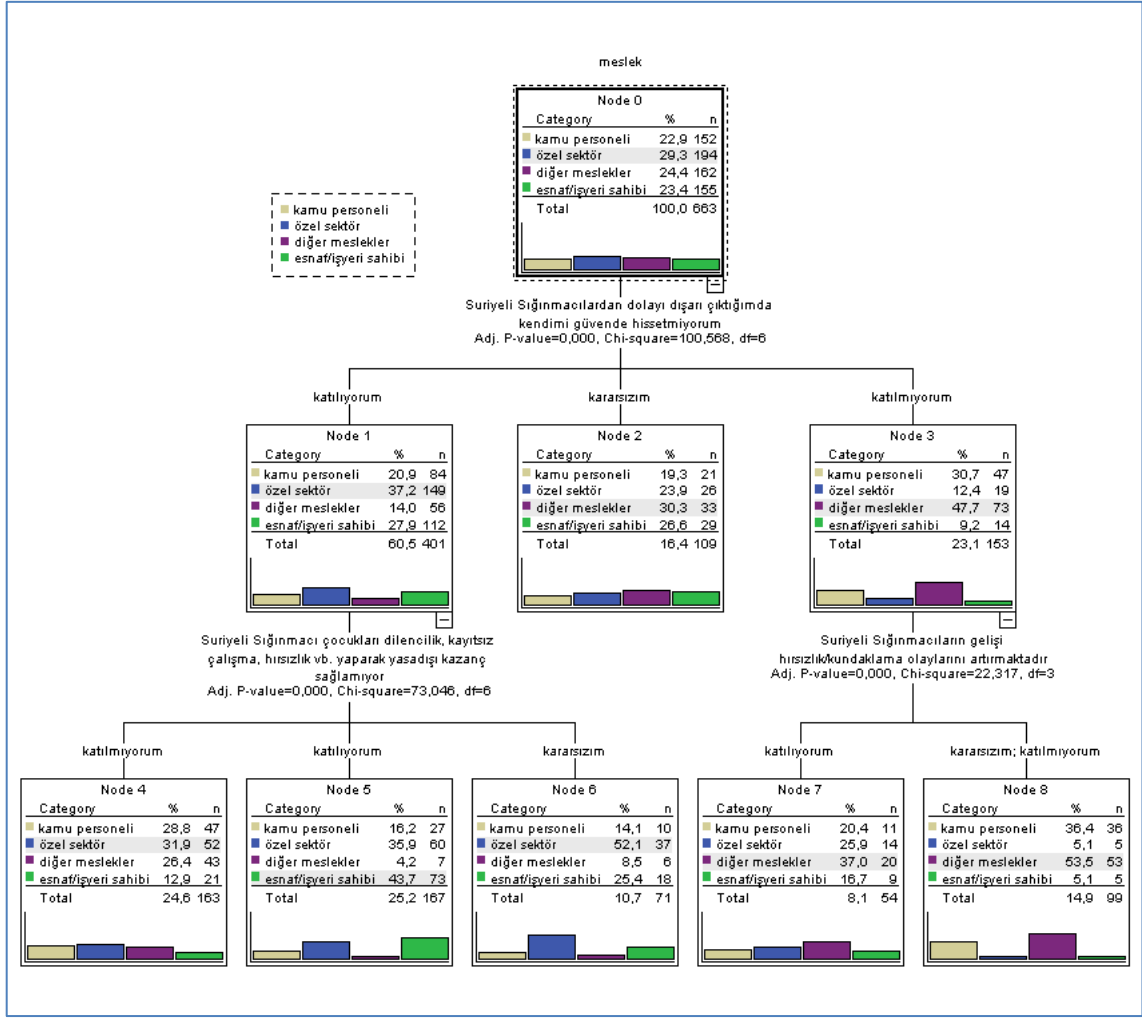 meslek
Node 0
Category % n
kamu personeli 22,9 152
özel sektör 29,3 194
diğer meslekler 24,4 162
esnaf/işyeri sahibi 23,4 155
Total 100,0 663
kamu personeli
özel sektör
diğer meslekler
esnaf/işyeri sahibi
Suriyeli Sığınmacılardan dolayı dışarı çıktığımda
kendimi güvende hissetmiyorum
Adj. P-value=0,000, Chi-square=100,568, df=6
katılıyorum
kararsızım
katılmıyorum
Node 1
Category % n
kamu personeli 20,9 84
özel sektör 37,2 149
diğer meslekler 14,0 56
esnaf/işyeri sahibi 27,9 112
Total 60,5 401
Node 2
Category % n
kamu personeli 19,3 21
özel sektör 23,9 26
diğer meslekler 30,3 33
esnaf/işyeri sahibi 26,6 29
Total 16,4 109
Node 3
Category % n
kamu personeli 30,7 47
özel sektör 12,4 19
diğer meslekler 47,7 73
esnaf/işyeri sahibi 9,2 14
Total 23,1 153
Suriyeli Sığınmacı çocukları dilencilik, kayıtsız
çalışma, hırsızlık vb. yaparak yasadışı kazanç
sağlamıyor
Adj. P-value=0,000, Chi-square=73,046, df=6
Suriyeli Sığınmacıların gelişi
hırsızlık/kundaklama olaylarını artırmaktadır
Adj. P-value=0,000, Chi-square=22,317, df=3
katılmıyorum
katılıyorum
kararsızım
katılıyorum
kararsızım; katılmıyorum
Node 4
Category % n
kamu personeli 28,8 47
özel sektör 31,9 52
diğer meslekler 26,4 43
esnaf/işyeri sahibi 12,9 21
Total 24,6 163
Node 5
Category % n
kamu personeli 16,2 27
özel sektör 35,9 60
diğer meslekler 4,2 7
esnaf/işyeri sahibi 43,7 73
Total 25,2 167
Node 6
Category % n
kamu personeli 14,1 10
özel sektör 52,1 37
diğer meslekler 8,5 6
esnaf/işyeri sahibi 25,4 18
Total 10,7 71
Node 7
Category % n
kamu personeli 20,4 11
özel sektör 25,9 14
diğer meslekler 37,0 20
esnaf/işyeri sahibi 16,7 9
Total 8,1 54
Node 8
Category % n
kamu personeli 36,4 36
özel sektör 5,1 5
diğer meslekler 53,5 53
esnaf/işyeri sahibi 5,1 5
Total 14,9 99